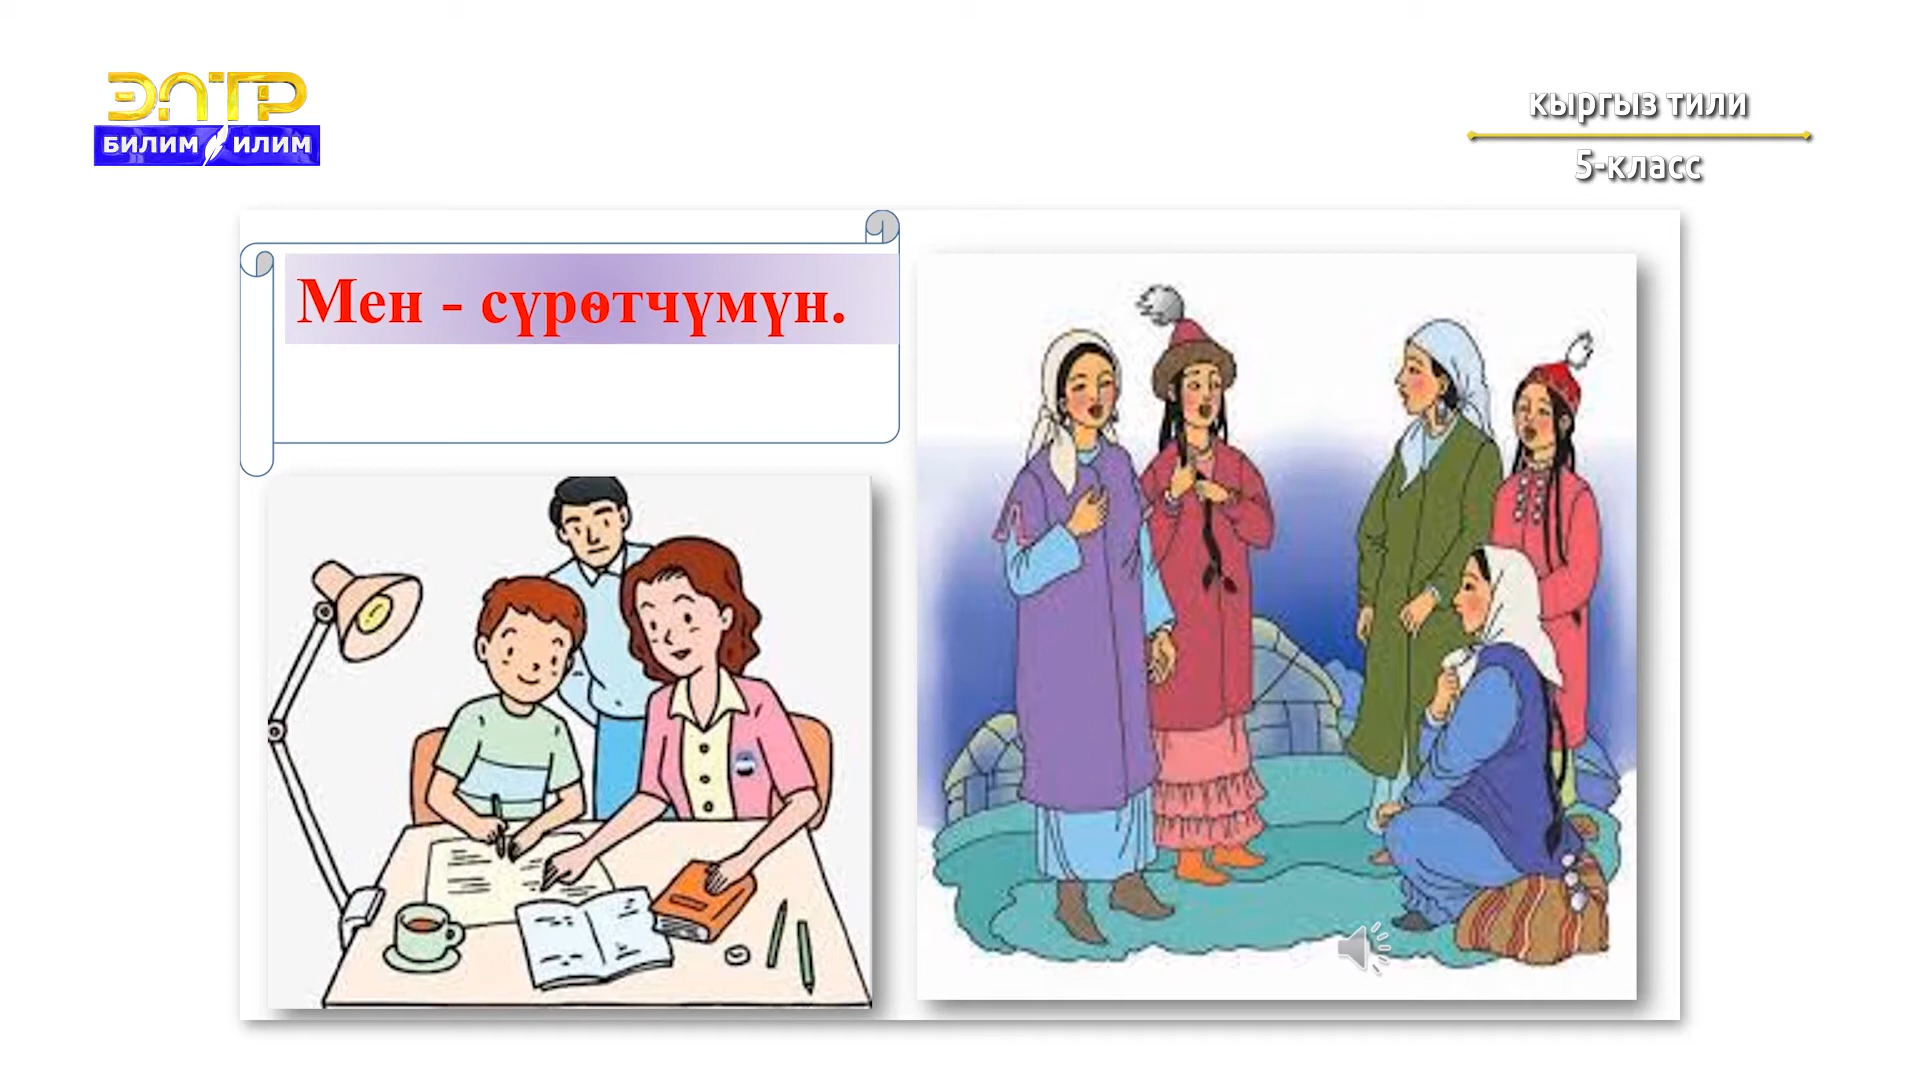 ЭЛТР
БИЛИМ ИЛИМ
кыргыз тили
5-класс
Мен - сүрөтчүмүн.